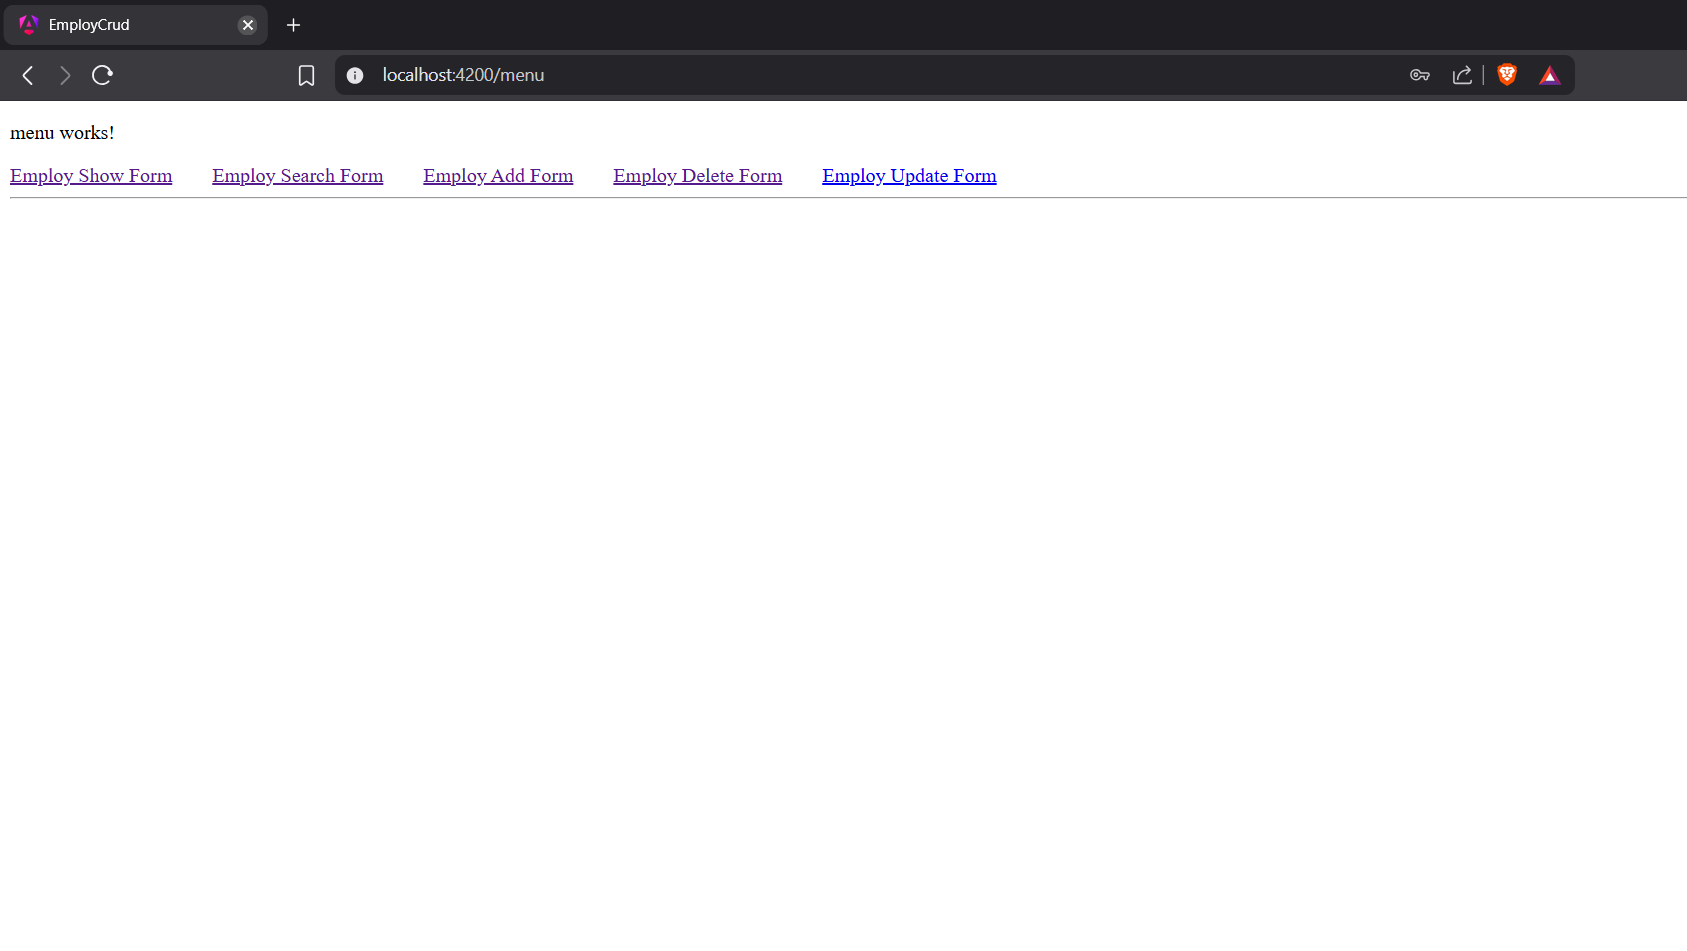 EmployCrud
localhost:4200/menu
menu works!
Employ Show Form Employ Search Form Employ Add Form Employ Delete Form Employ Update Form